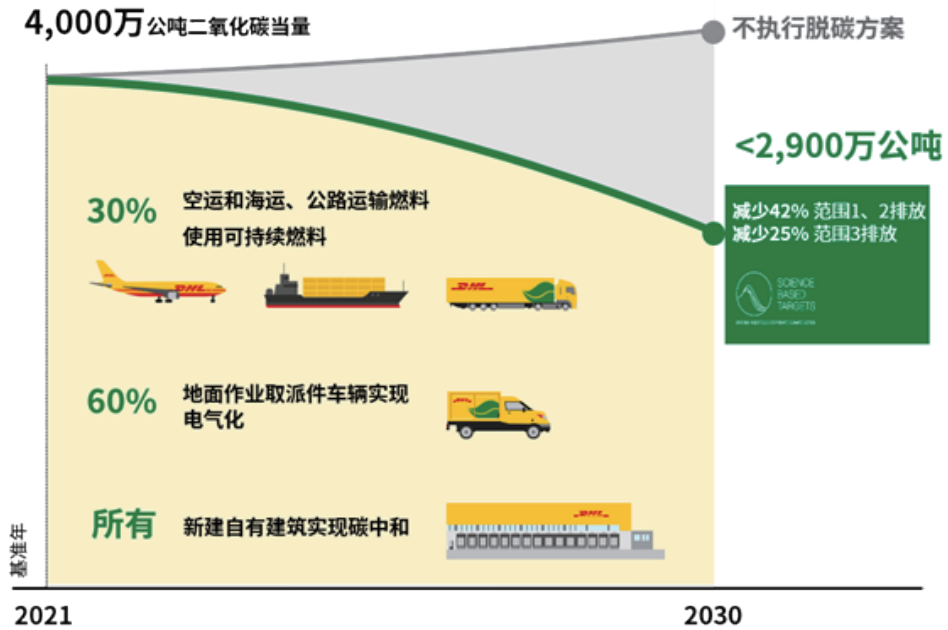 4,000万公吨二氧化碳当量
不执行脱碳方案
<2,900万公吨
减少42% 范围1、2排放
减少25% 范围3排放
SCIENCE
BASED
TARGETS
30%
空运和海运、公路运输燃料
使用可持续燃料
DHL
DHL
60%
地面作业取派件车辆实现
电气化
所有
新建自有建筑实现碳中和
DHL
基准年
2021
2030